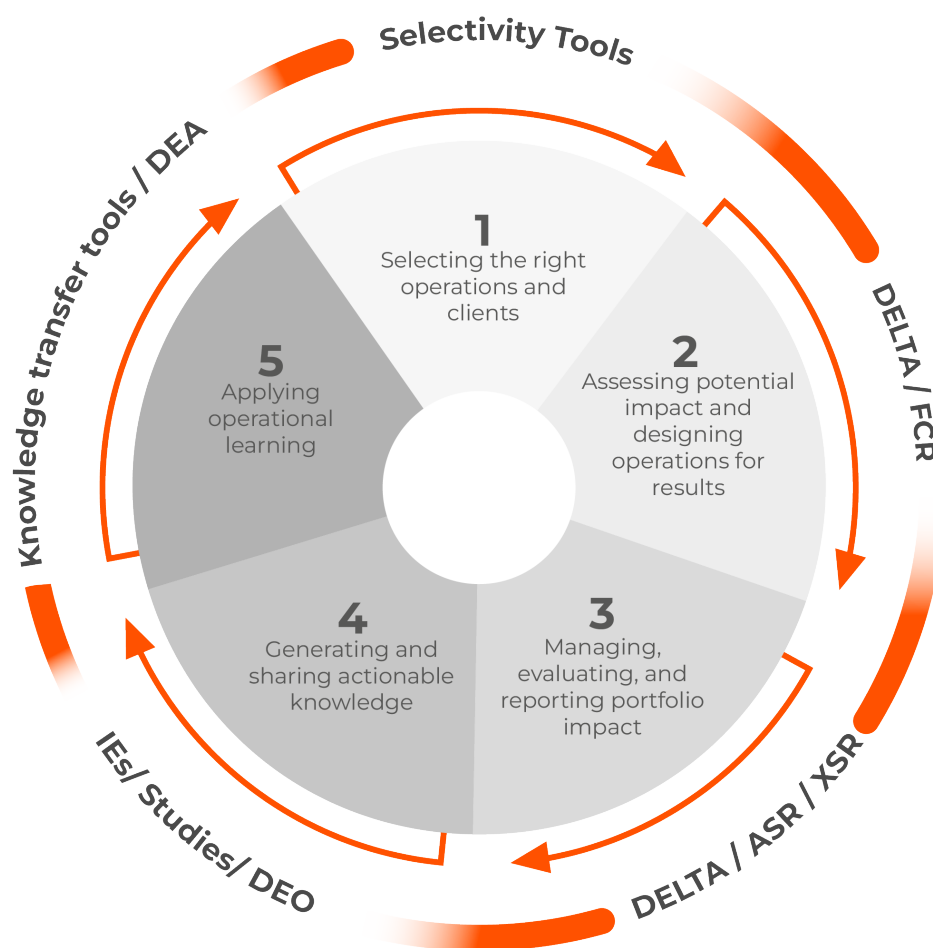 Selectivity Tools
1
Selecting the right
operations and
clients
DELTA / FCR
2
Assessing potential
impact and
designing
operations for
results
DELTA / ASR / XSR
3
Managing,
evaluating, and
reporting portfolio
impact
IEs/ Studies/ DEO
4
Generating and
sharing actionable
knowledge
Knowledge transfer tools / DEA
5
Applying
operational
learning